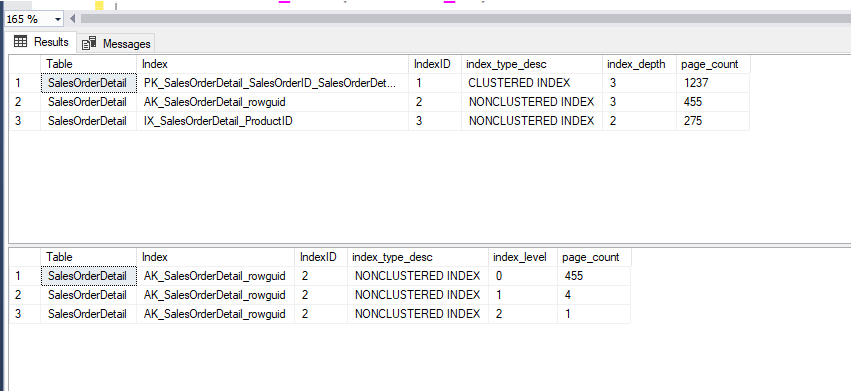 165 %
Results Messages
Table Index IndexID index_type_desc index_depth page_count
1 SalesOrderDetail PK_SalesOrderDetail_SalesOrderID_SalesOrderDet... 1 CLUSTERED INDEX 3 1237
2 SalesOrderDetail AK_SalesOrderDetail_rowguid 2 NONCLUSTERED INDEX 3 455
3 SalesOrderDetail IX_SalesOrderDetail_ProductID 3 NONCLUSTERED INDEX 2 275
Table Index IndexID index_type_desc index_level page_count
1 SalesOrderDetail AK_SalesOrderDetail_rowguid 2 NONCLUSTERED INDEX 0 455
2 SalesOrderDetail AK_SalesOrderDetail_rowguid 2 NONCLUSTERED INDEX 1 4
3 SalesOrderDetail AK_SalesOrderDetail_rowguid 2 NONCLUSTERED INDEX 2 1